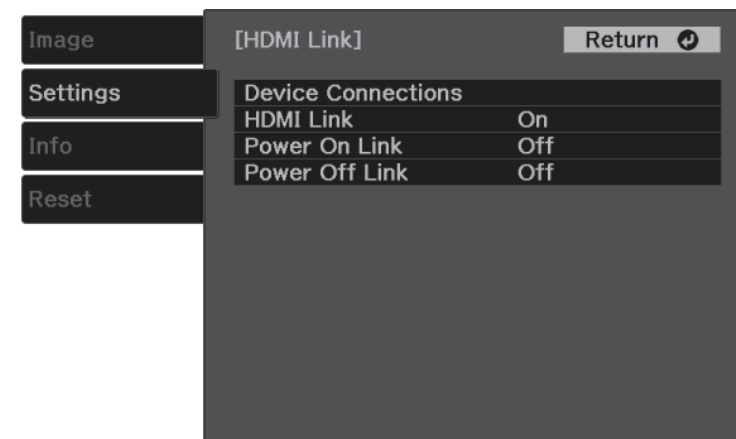 Image
Settings
Info
Reset
[HDMI Link]
Return
Device Connections
HDMI Link On
Power On Link Off
Power Off Link Off